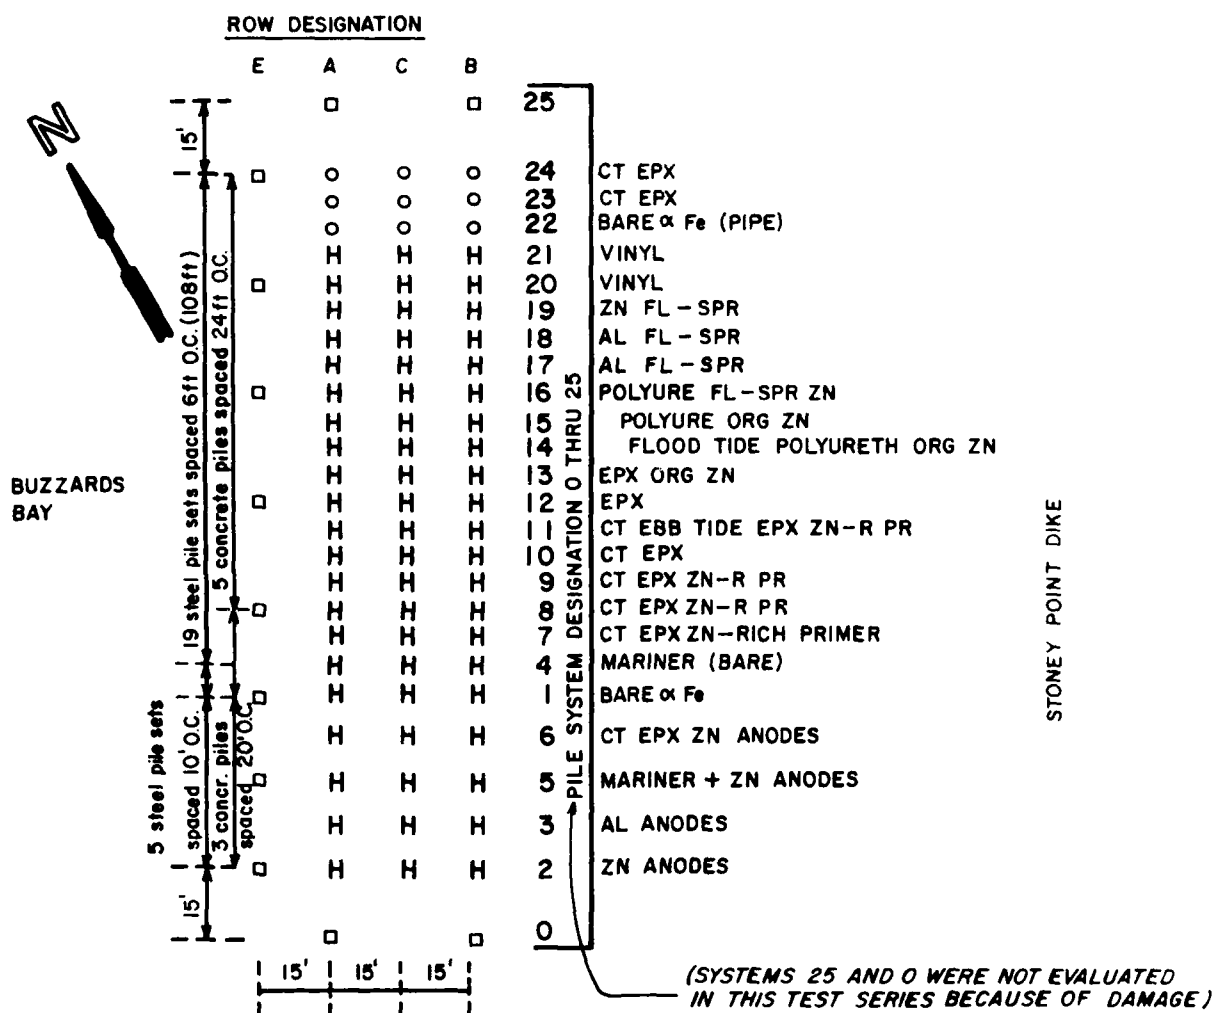 ROW DESIGNATION
E A C B
25
N
15'
24 CT EPX
23 CT EPX
22 BARE ∝ Fe (PIPE)
H H H 21 VINYL
H H H 20 VINYL
H H H 19 ZN FL-SPR
H H H 18 AL FL-SPR
H H H 17 AL FL-SPR
H H H 16 POLYURE FL-SPR ZN
H H H 15 POLYURE ORG ZN
H H H 14 FLOOD TIDE POLYURETH ORG ZN
H H H 13 EPX ORG ZN
H H H 12 EPX
H H H 11 CT EBB TIDE EPX ZN-R PR
H H H 10 CT EPX
H H H 9 CT EPX ZN-R PR
H H H 8 CT EPX ZN-R PR
H H H 7 CT EPX ZN-RICH PRIMER
H H H 4 MARINER (BARE)
H H H 1 BARE ∝ Fe
H H H 6 CT EPX ZN ANODES
H H H 5 MARINER + ZN ANODES
H H H 3 AL ANODES
H H H 2 ZN ANODES
0
19 steel pile sets spaced 6ft O.C. (108ft)
5 concrete piles spaced 24ft O.C.
BUZZARDS
BAY
5 steel pile sets
spaced 10' O.C.
3 concr. piles
spaced 20' O.C.
15'
PILE SYSTEM DESIGNATION 0 THRU 25
STONEY POINT DIKE
15' 15' 15'
(SYSTEMS 25 AND 0 WERE NOT EVALUATED
IN THIS TEST SERIES BECAUSE OF DAMAGE)